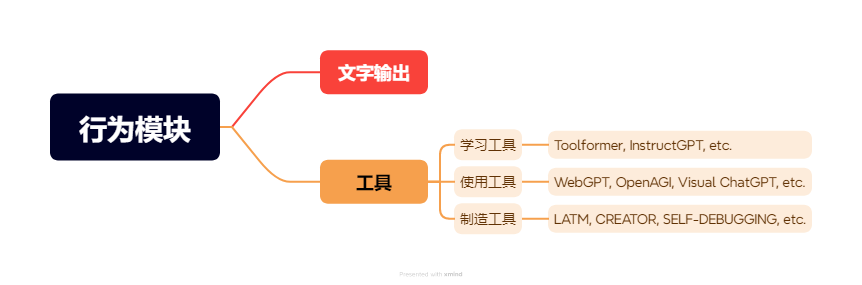 行为模块
文字输出
工具
学习工具
Toolformer, InstructGPT, etc.
使用工具
WebGPT, OpenAGI, Visual ChatGPT, etc.
制造工具
LATM, CREATOR, SELF-DEBUGGING, etc.
Presented with xmind